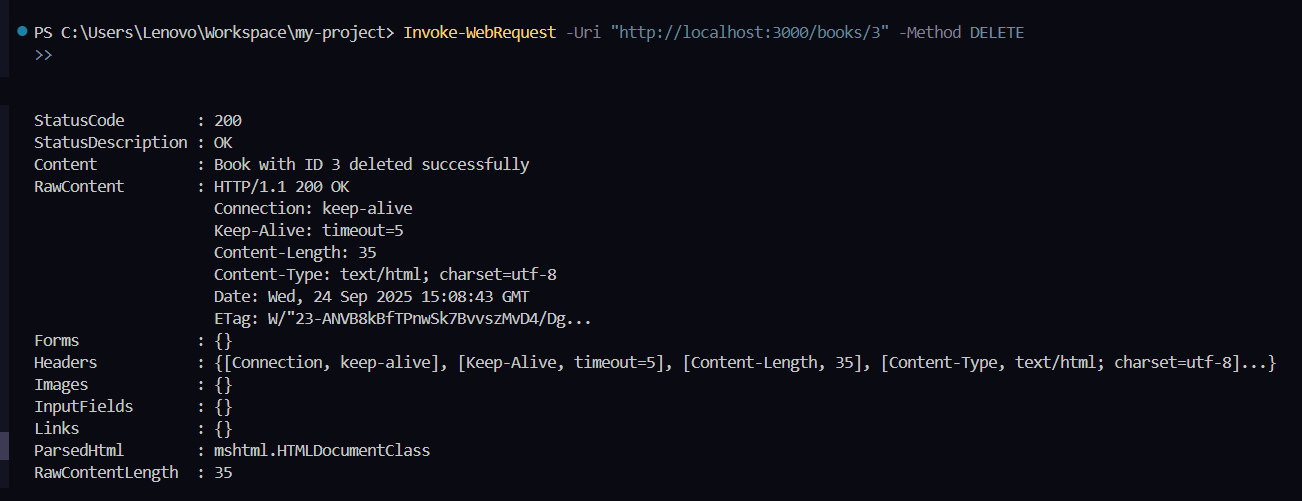 PS C:\Users\Lenovo\Workspace\my-project> Invoke-WebRequest -Uri "http://localhost:3000/books/3" -Method DELETE
>>
StatusCode        : 200
StatusDescription : OK
Content           : Book with ID 3 deleted successfully
RawContent        : HTTP/1.1 200 OK
                    Connection: keep-alive
                    Keep-Alive: timeout=5
                    Content-Length: 35
                    Content-Type: text/html; charset=utf-8
                    Date: Wed, 24 Sep 2025 15:08:43 GMT
                    ETag: W/"23-ANVB8kBfTPnwSk7BvvszMvD4/Dg...
Forms             : {}
Headers           : {[Connection, keep-alive], [Keep-Alive, timeout=5], [Content-Length, 35], [Content-Type, text/html; charset=utf-8]...}
Images            : {}
InputFields       : {}
Links             : {}
ParsedHtml        : mshtml.HTMLDocumentClass
RawContentLength  : 35